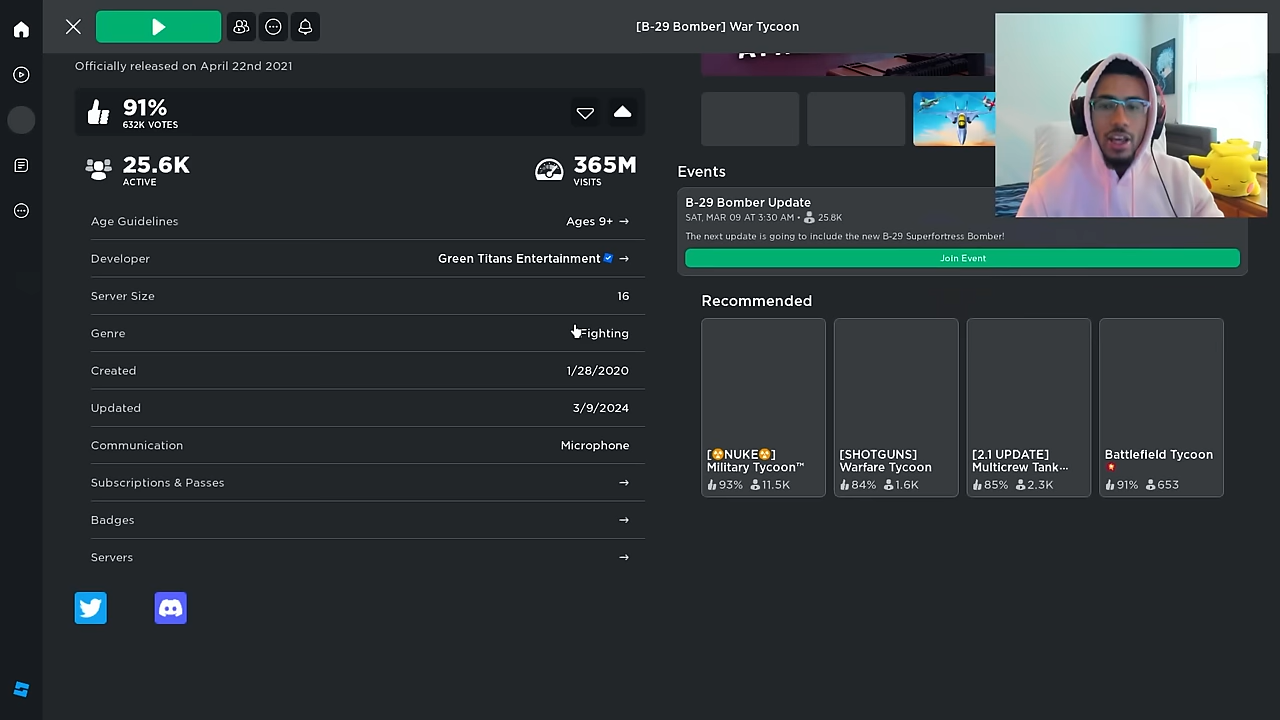 [B-29 Bomber] War Tycoon
Officially released on April 22nd 2021
91%
632K VOTES
25.6K
ACTIVE
365M
VISITS
Age Guidelines
Ages 9+ →
Developer
Green Titans Entertainment →
Server Size
16
Genre
Fighting
Created
1/28/2020
Updated
3/9/2024
Communication
Microphone
Subscriptions & Passes →
Badges →
Servers →
Events
B-29 Bomber Update
SAT, MAR 09 AT 3:30 AM • 25.8K
The next update is going to include the new B-29 Superfortress Bomber!
Join Event
Recommended
[☢NUKE☢]
Military Tycoon™
93% 11.5K
[SHOTGUNS]
Warfare Tycoon
84% 1.6K
[2.1 UPDATE]
Multicrew Tank...
85% 2.3K
Battlefield Tycoon
91% 653